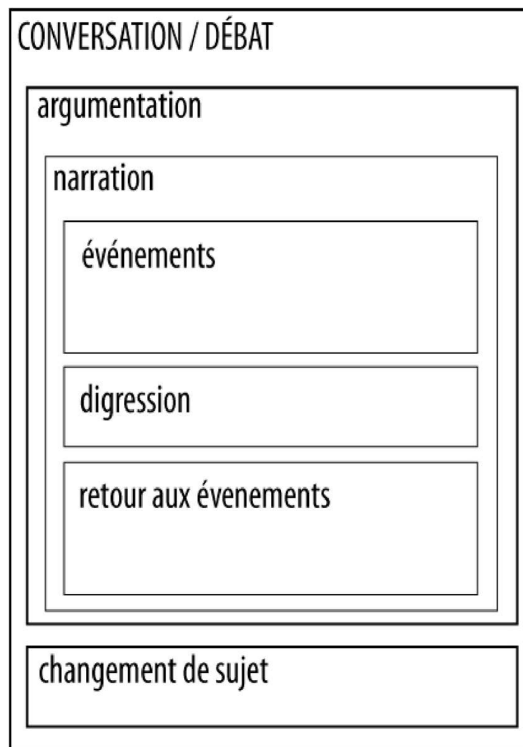 CONVERSATION / DÉBAT
argumentation
narration
événements
digression
retour aux évenements
changement de sujet